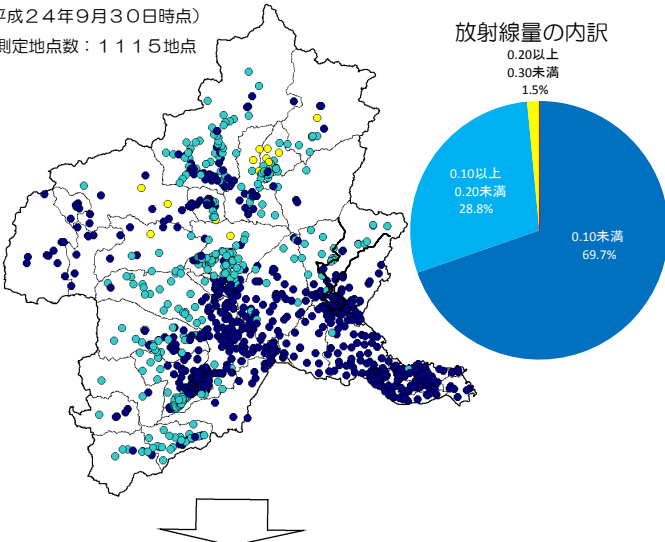 平成２４年９月３０日時点）
測定地点数：１１１５地点
放射線量の内訳
0.20以上
0.30未満
1.5%
0.10以上
0.20未満
28.8%
0.10未満
69.7%